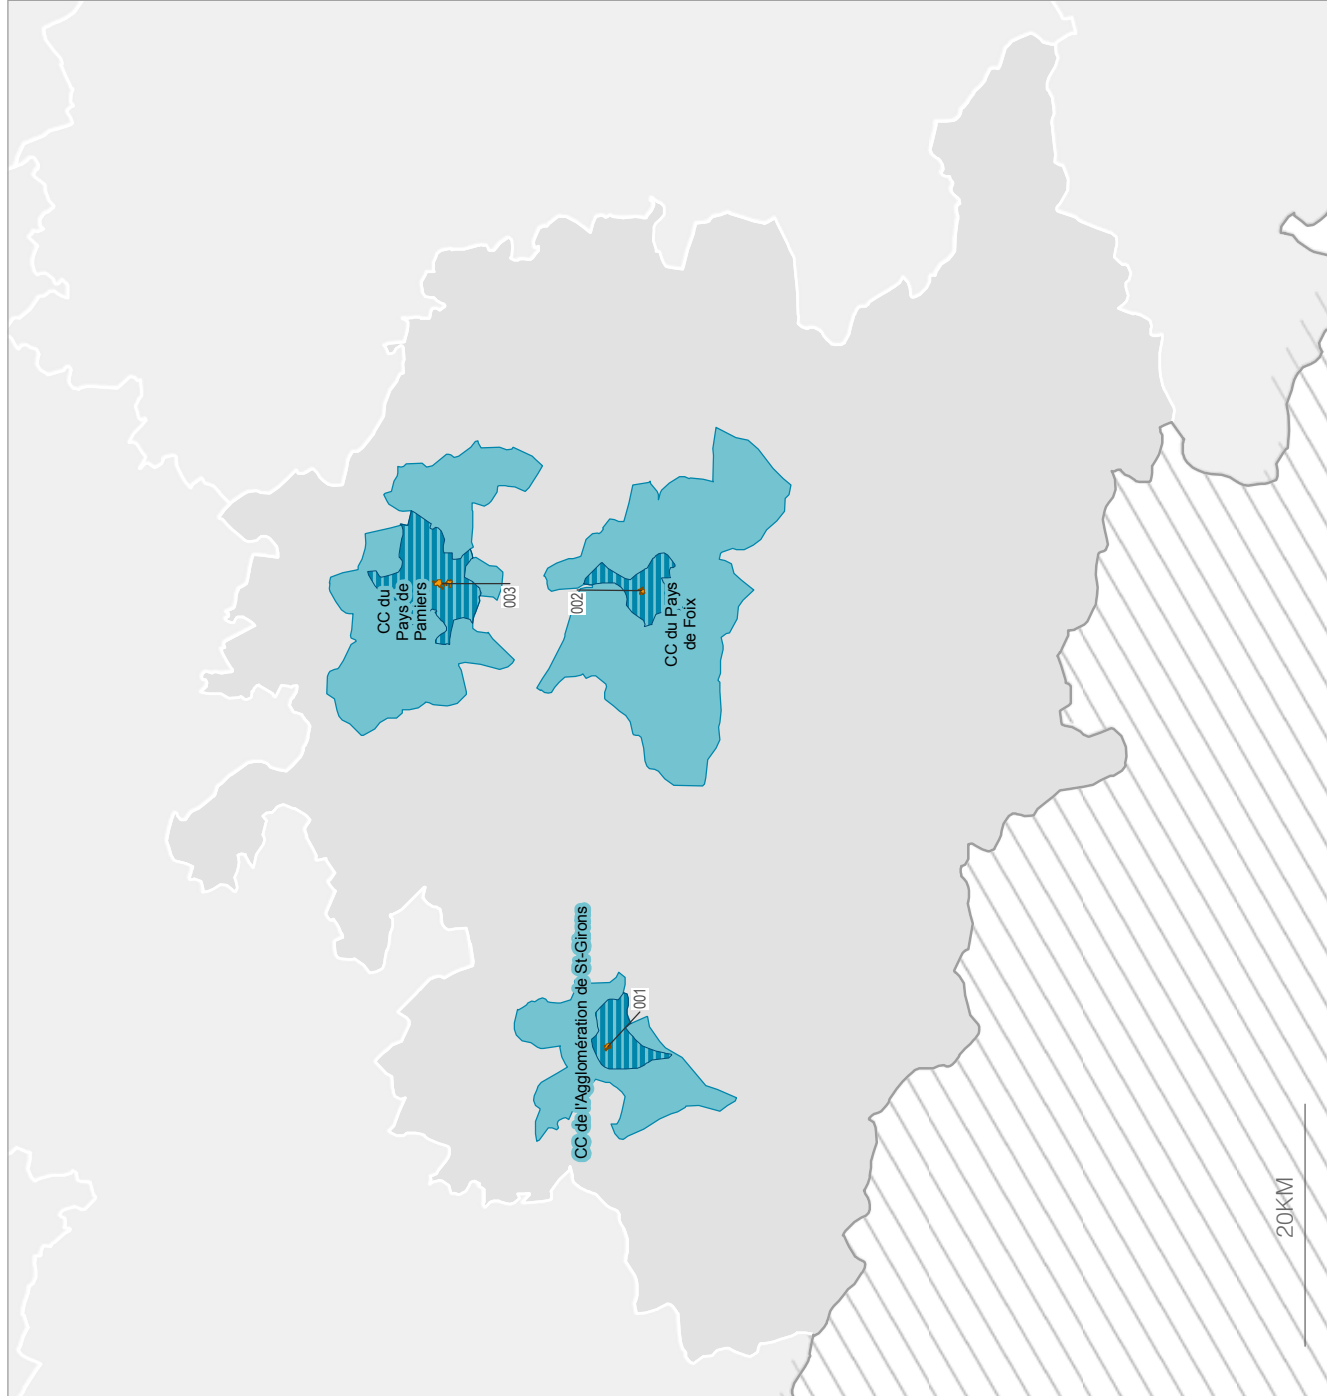 CC du
Pays de
Pamiers
003
002
CC du Pays
de Foix
CC de l'Agglomération de St-Girons
001
20KM